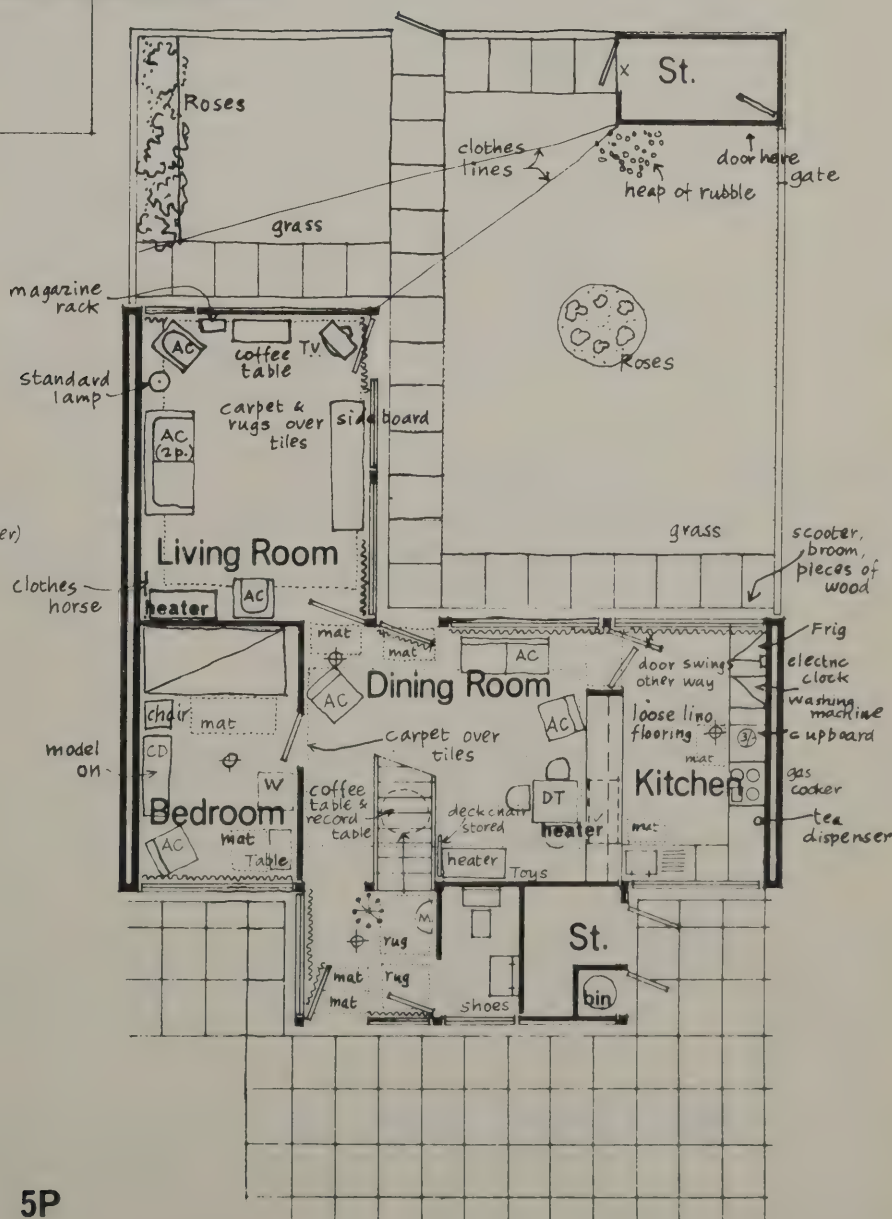 St.
x
Roses
clothes
lines
door here
gate
heap of rubble
grass
magazine
rack
AC
coffee
table
TV
standard
lamp
Roses
carpet &
rugs over
tiles
sideboard
AC
(2p.)
er)
Living Room
grass
scooter,
broom,
pieces of
wood
clothes
horse
heater
AC
mat
mat
AC
Dining Room
AC
door swings
other way
Frig
electric
clock
washing
machine
chair
mat
AC
loose lino
flooring
mat
cupboard
model
on
CD
carpet over
tiles
Kitchen
gas
cooker
W
coffee
table &
record
table
deckchair
stored
DT
heater
mat
tea
dispenser
Bedroom
mat
AC
Table
heater
Toys
M
rug
St.
mat
rug
mat
shoes
bin
5P